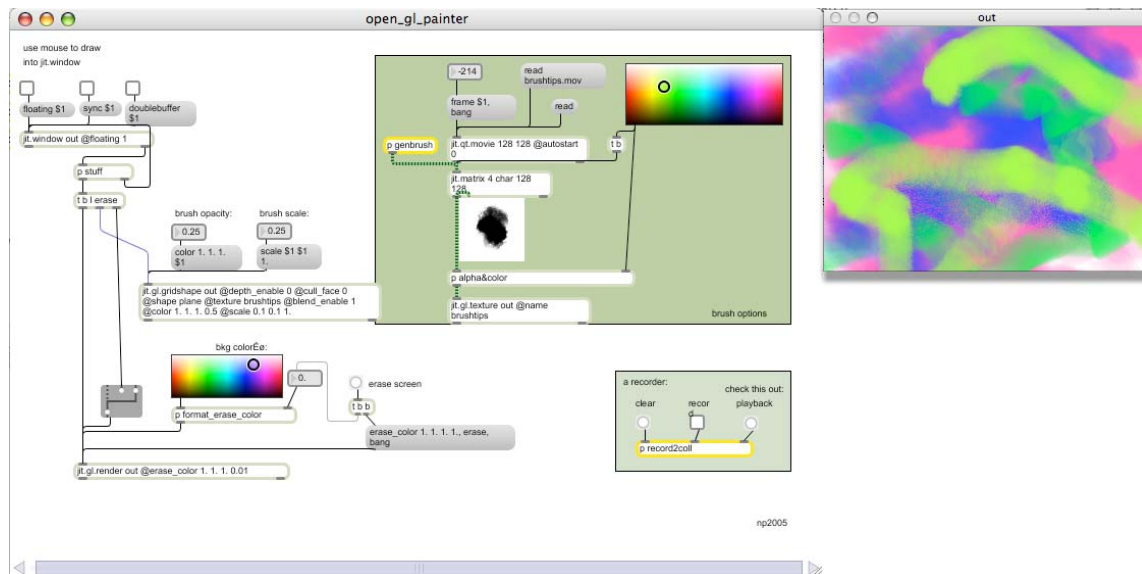 open_gl_painter
out
use mouse to draw
into jit.window
floating $1
sync $1
doublebuffer
$1
jit.window out @floating 1
p stuff
t b l erase
brush opacity:
brush scale:
0.25
0.25
color 1. 1. 1.
$1
scale $1 $1
1.
jit.gl.gridshape out @depth_enable 0 @cull_face 0
@shape plane @texture brushtips @blend_enable 1
@color 1. 1. 1. 0.5 @scale 0.1 0.1 1.
-214
read
brushtips.mov
frame $1,
bang
read
p genbrush
jit.qt.movie 128 128 @autostart
0
t b
jit.matrix 4 char 128
128
p alpha&color
jit.gl.texture out @name
brushtips
brush options
bkg colorÉø:
0.
erase screen
p format_erase_color
t b b
erase_color 1. 1. 1. 1., erase,
bang
jit.gl.render out @erase_color 1. 1. 1. 0.01
a recorder:
check this out:
clear
recor
d
playback
p record2coll
np2005